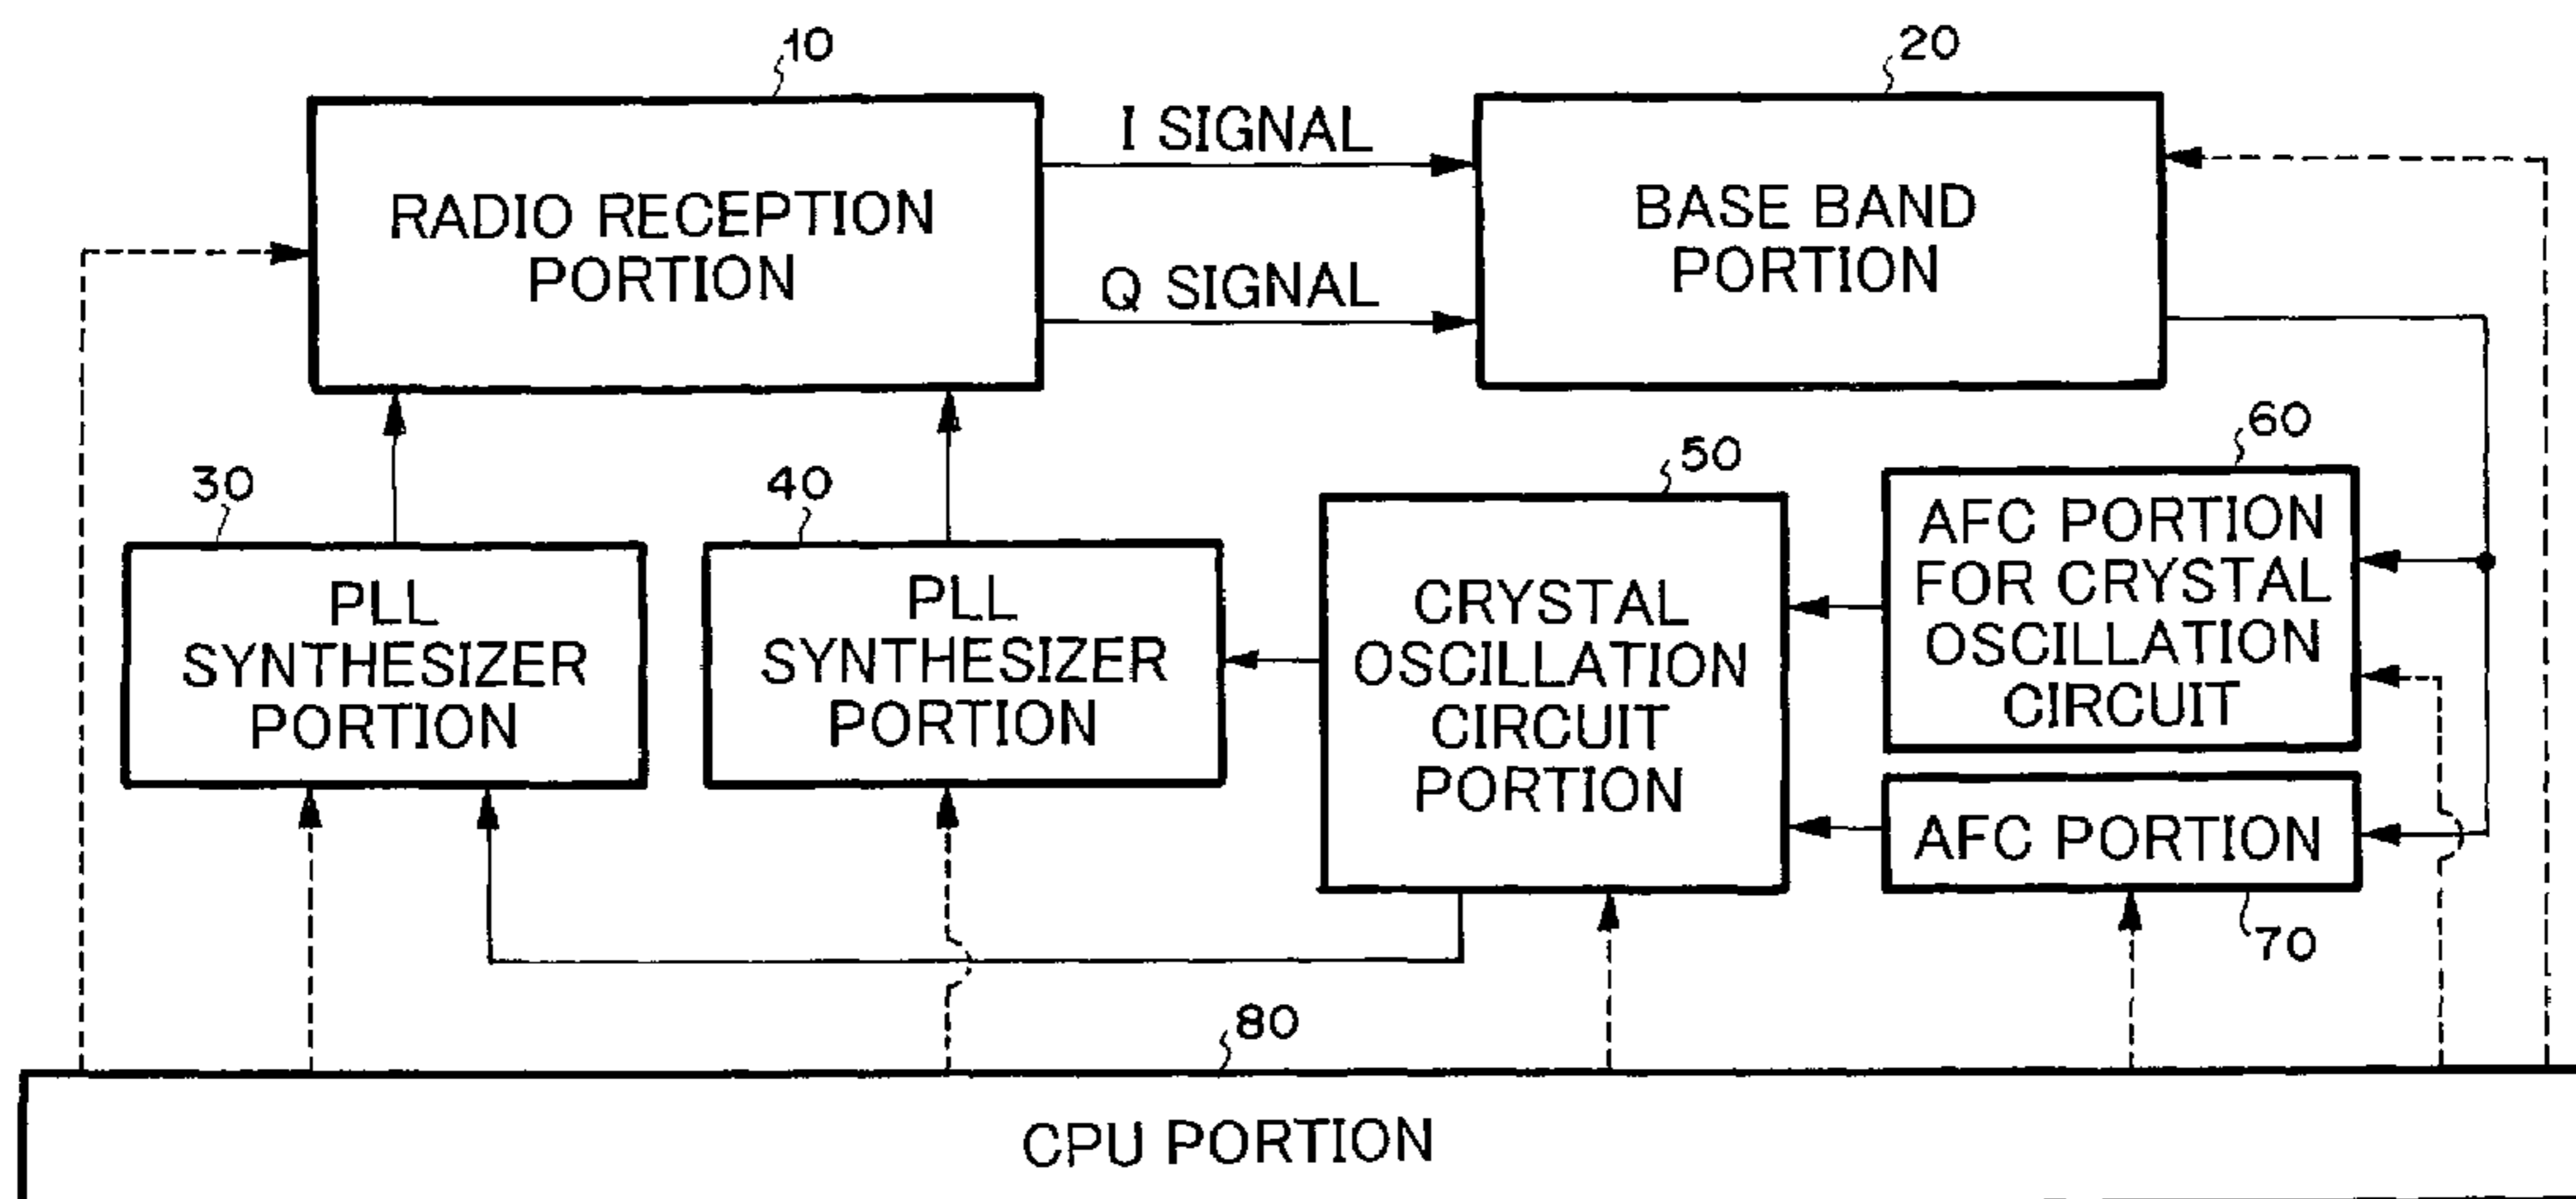 10
20
RADIO RECEPTION
PORTION
I SIGNAL
Q SIGNAL
BASE BAND
PORTION
30
PLL
SYNTHESIZER
PORTION
40
PLL
SYNTHESIZER
PORTION
50
CRYSTAL
OSCILLATION
CIRCUIT
PORTION
60
AFC PORTION
FOR CRYSTAL
OSCILLATION
CIRCUIT
AFC PORTION
70
80
CPU PORTION